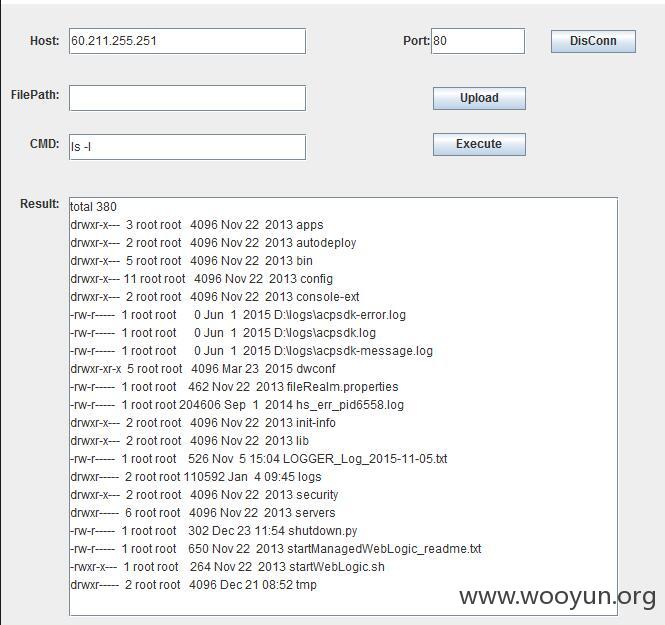 Host: 60.211.255.251 Port: 80 DisConn
FilePath: Upload
CMD: ls -l Execute
Result: total 380
drwxr-x--- 3 root root 4096 Nov 22 2013 apps
drwxr-x--- 2 root root 4096 Nov 22 2013 autodeploy
drwxr-x--- 5 root root 4096 Nov 22 2013 bin
drwxr-x--- 11 root root 4096 Nov 22 2013 config
drwxr-x--- 2 root root 4096 Nov 22 2013 console-ext
-rw-r----- 1 root root 0 Jun 1 2015 D:\logs\acpsdk-error.log
-rw-r----- 1 root root 0 Jun 1 2015 D:\logs\acpsdk.log
-rw-r----- 1 root root 0 Jun 1 2015 D:\logs\acpsdk-message.log
drwxr-xr-x 5 root root 4096 Mar 23 2015 dwconf
-rw-r----- 1 root root 462 Nov 22 2013 fileRealm.properties
-rw-r----- 1 root root 204606 Sep 1 2014 hs_err_pid6558.log
drwxr-x--- 2 root root 4096 Nov 22 2013 init-info
drwxr-x--- 2 root root 4096 Nov 22 2013 lib
-rw-r----- 1 root root 526 Nov 5 15:04 LOGGER_Log_2015-11-05.txt
drwxr----- 2 root root 110592 Jan 4 09:45 logs
drwxr-x--- 2 root root 4096 Nov 22 2013 security
drwxr----- 6 root root 4096 Nov 22 2013 servers
-rw-r----- 1 root root 302 Dec 23 11:54 shutdown.py
-rw-r----- 1 root root 650 Nov 22 2013 startManagedWebLogic_readme.txt
-rwxr-x--- 1 root root 264 Nov 22 2013 startWebLogic.sh
drwxr----- 2 root root 4096 Dec 21 08:52 tmp
www.wooyun.org